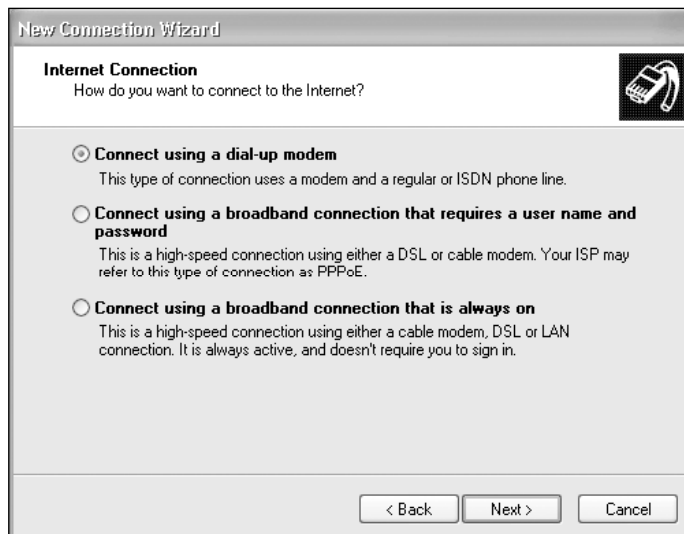 New Connection Wizard
Internet Connection
How do you want to connect to the Internet?
Connect using a dial-up modem
This type of connection uses a modem and a regular or ISDN phone line.
Connect using a broadband connection that requires a user name and
password
This is a high-speed connection using either a DSL or cable modem. Your ISP may
refer to this type of connection as PPPoE.
Connect using a broadband connection that is always on
This is a high-speed connection using either a cable modem, DSL or LAN
connection. It is always active, and doesn't require you to sign in.
< Back
Next >
Cancel